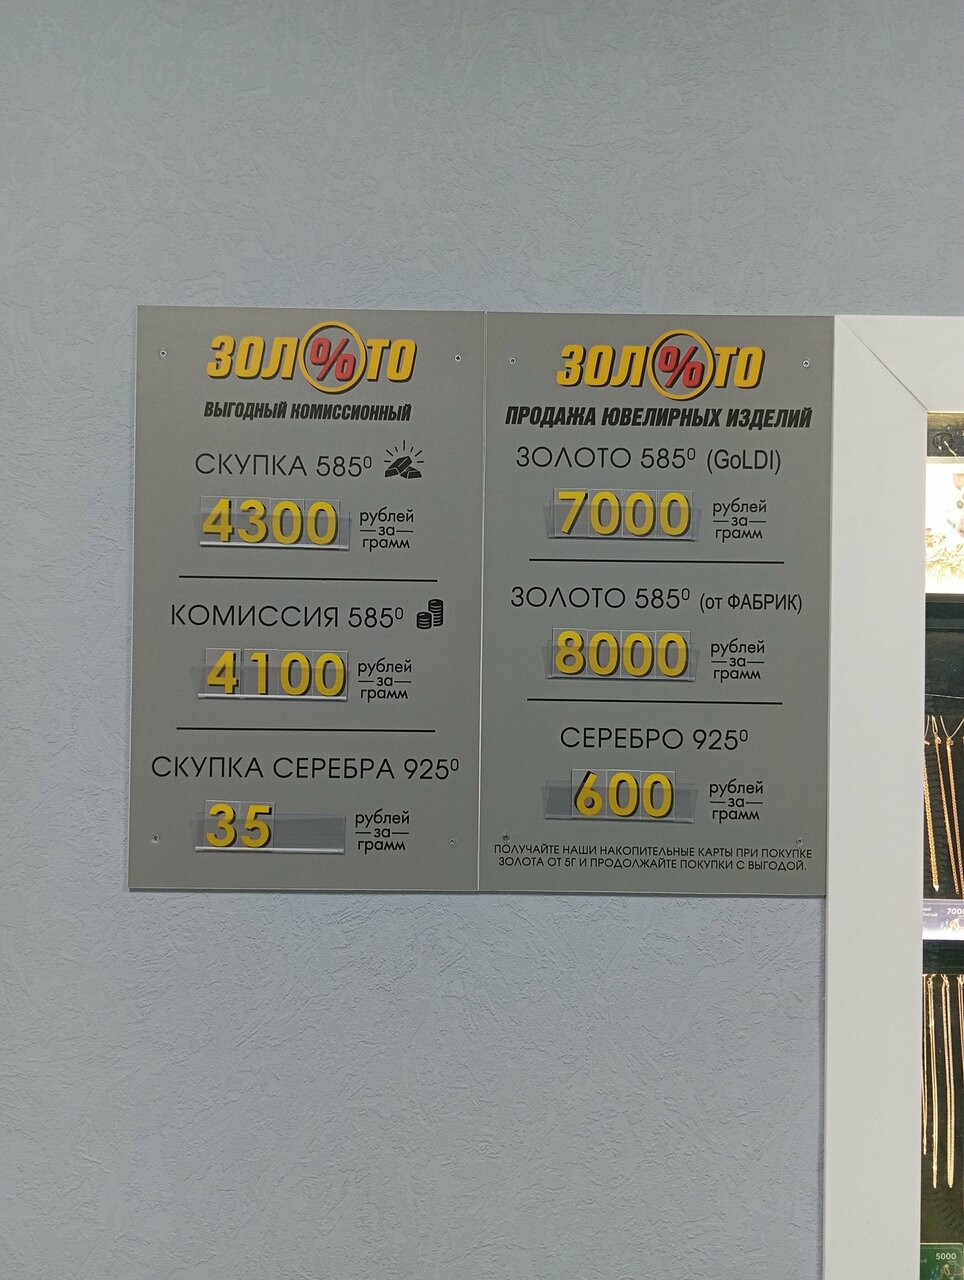 ЗОЛ%ТО
ВЫГОДНЫЙ КОМИССИОННЫЙ
СКУПКА 585⁰
4300 рублей
за
грамм
КОМИССИЯ 585⁰
4100 рублей
за
грамм
СКУПКА СЕРЕБРА 925⁰
35 рублей
за
грамм
ЗОЛ%ТО
ПРОДАЖА ЮВЕЛИРНЫХ ИЗДЕЛИЙ
ЗОЛОТО 585⁰ (GoLDI)
7000 рублей
за
грамм
ЗОЛОТО 585⁰ (от ФАБРИК)
8000 рублей
за
грамм
СЕРЕБРО 925⁰
600 рублей
за
грамм
ПОЛУЧАЙТЕ НАШИ НАКОПИТЕЛЬНЫЕ КАРТЫ ПРИ ПОКУПКЕ
ЗОЛОТА ОТ 5Г И ПРОДОЛЖАЙТЕ ПОКУПКИ С ВЫГОДОЙ.
5000